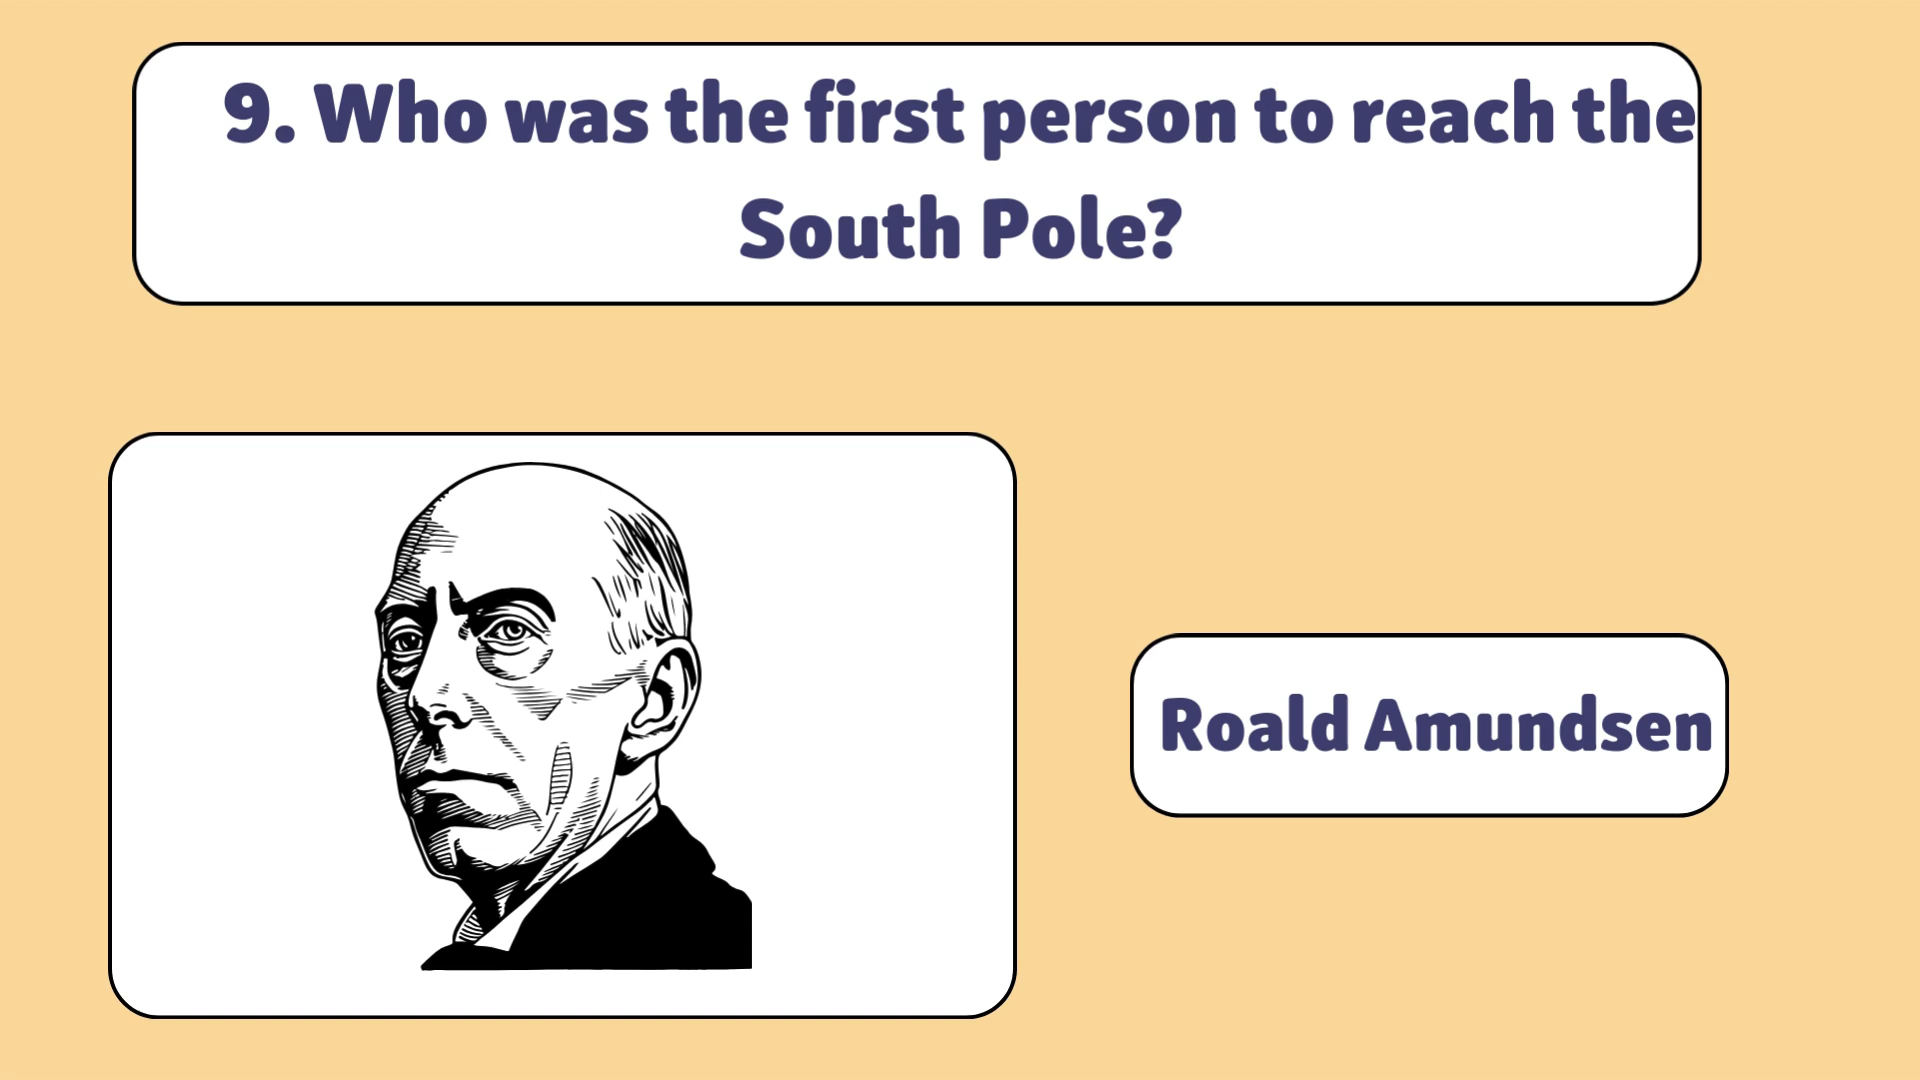 9. Who was the first person to reach the
South Pole?
Roald Amundsen